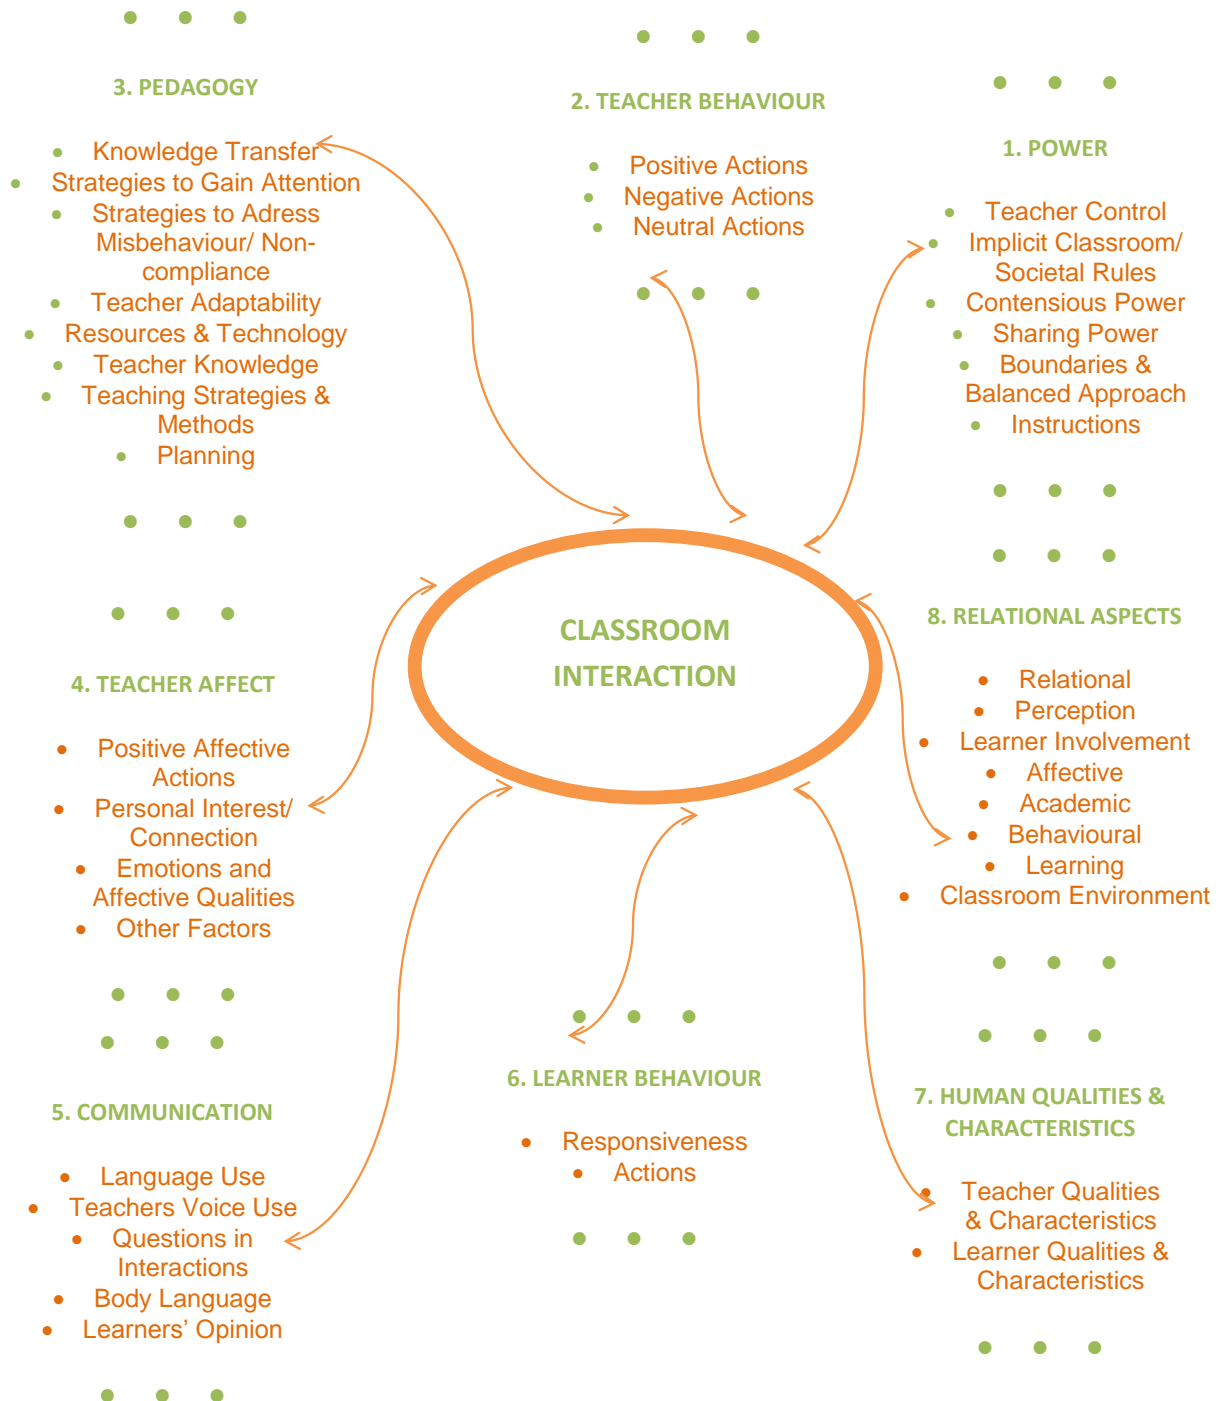 3. PEDAGOGY
• Knowledge Transfer
• Strategies to Gain Attention
• Strategies to Adress
Misbehaviour/ Non-
compliance
• Teacher Adaptability
• Resources & Technology
• Teacher Knowledge
• Teaching Strategies &
Methods
• Planning
2. TEACHER BEHAVIOUR
• Positive Actions
• Negative Actions
• Neutral Actions
1. POWER
• Teacher Control
• Implicit Classroom/
Societal Rules
• Contensious Power
• Sharing Power
• Boundaries &
Balanced Approach
• Instructions
CLASSROOM
INTERACTION
8. RELATIONAL ASPECTS
• Relational
• Perception
• Learner Involvement
• Affective
• Academic
• Behavioural
• Learning
• Classroom Environment
4. TEACHER AFFECT
• Positive Affective
Actions
• Personal Interest/
Connection
• Emotions and
Affective Qualities
• Other Factors
5. COMMUNICATION
• Language Use
• Teachers Voice Use
• Questions in
Interactions
• Body Language
• Learners’ Opinion
6. LEARNER BEHAVIOUR
• Responsiveness
• Actions
7. HUMAN QUALITIES &
CHARACTERISTICS
• Teacher Qualities
& Characteristics
• Learner Qualities &
Characteristics